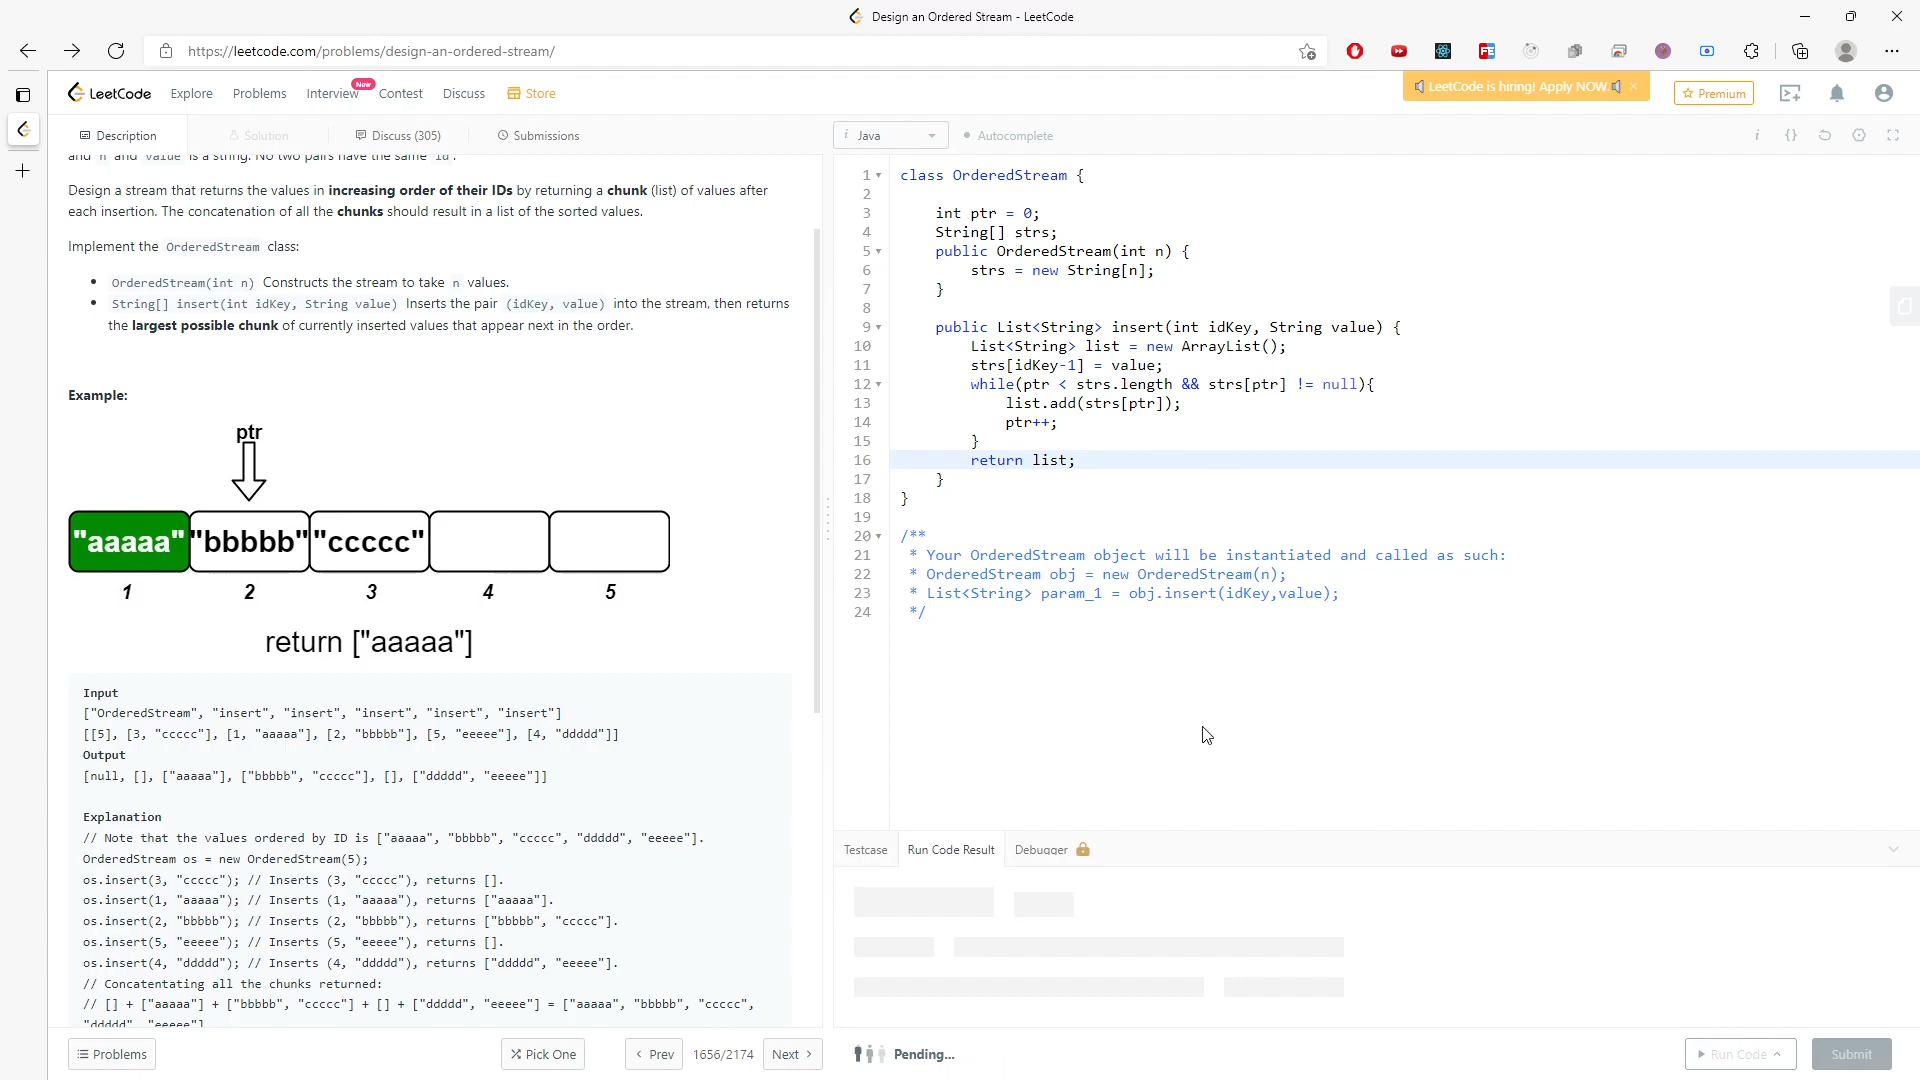 Design an Ordered Stream - LeetCode
https://leetcode.com/problems/design-an-ordered-stream/
LeetCode
Explore
Problems
Interview
New
Contest
Discuss
Store
LeetCode is hiring! Apply NOW.
Premium
Description
Solution
Discuss (305)
Submissions
i Java
Autocomplete
and n and value is a string. No two pairs have the same id.
Design a stream that returns the values in increasing order of their IDs by returning a chunk (list) of values after
each insertion. The concatenation of all the chunks should result in a list of the sorted values.
Implement the OrderedStream class:
OrderedStream(int n) Constructs the stream to take n values.
String[] insert(int idKey, String value) Inserts the pair (idKey, value) into the stream, then returns
the largest possible chunk of currently inserted values that appear next in the order.
Example:
ptr
"aaaaa" "bbbbb" "ccccc"
1 2 3 4 5
return ["aaaaa"]
Input
["OrderedStream", "insert", "insert", "insert", "insert", "insert"]
[[5], [3, "ccccc"], [1, "aaaaa"], [2, "bbbbb"], [5, "eeeee"], [4, "ddddd"]]
Output
[null, [], ["aaaaa"], ["bbbbb", "ccccc"], [], ["ddddd", "eeeee"]]
Explanation
// Note that the values ordered by ID is ["aaaaa", "bbbbb", "ccccc", "ddddd", "eeeee"].
OrderedStream os = new OrderedStream(5);
os.insert(3, "ccccc"); // Inserts (3, "ccccc"), returns [].
os.insert(1, "aaaaa"); // Inserts (1, "aaaaa"), returns ["aaaaa"].
os.insert(2, "bbbbb"); // Inserts (2, "bbbbb"), returns ["bbbbb", "ccccc"].
os.insert(5, "eeeee"); // Inserts (5, "eeeee"), returns [].
os.insert(4, "ddddd"); // Inserts (4, "ddddd"), returns ["ddddd", "eeeee"].
// Concatentating all the chunks returned:
// [] + ["aaaaa"] + ["bbbbb", "ccccc"] + [] + ["ddddd", "eeeee"] = ["aaaaa", "bbbbb", "ccccc",
"ddddd", "eeeee"]
Problems
Pick One
Prev
1656/2174
Next
1 class OrderedStream {
2
3 int ptr = 0;
4 String[] strs;
5 public OrderedStream(int n) {
6 strs = new String[n];
7 }
8
9 public List<String> insert(int idKey, String value) {
10 List<String> list = new ArrayList();
11 strs[idKey-1] = value;
12 while(ptr < strs.length && strs[ptr] != null){
13 list.add(strs[ptr]);
14 ptr++;
15 }
16 return list;
17 }
18 }
19
20 /**
21 * Your OrderedStream object will be instantiated and called as such:
22 * OrderedStream obj = new OrderedStream(n);
23 * List<String> param_1 = obj.insert(idKey,value);
24 */
Testcase
Run Code Result
Debugger
Pending...
Run Code
Submit